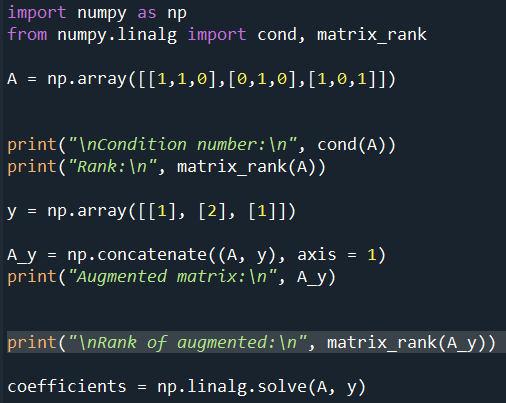 import numpy as np
from numpy.linalg import cond, matrix_rank
A = np.array([[1,1,0],[0,1,0],[1,0,1]])
print("\nCondition number:\n", cond(A))
print("Rank:\n", matrix_rank(A))
y = np.array([[1], [2], [1]])
A_y = np.concatenate((A, y), axis = 1)
print("Augmented matrix:\n", A_y)
print("\nRank of augmented:\n", matrix_rank(A_y))
coefficients = np.linalg.solve(A, y)